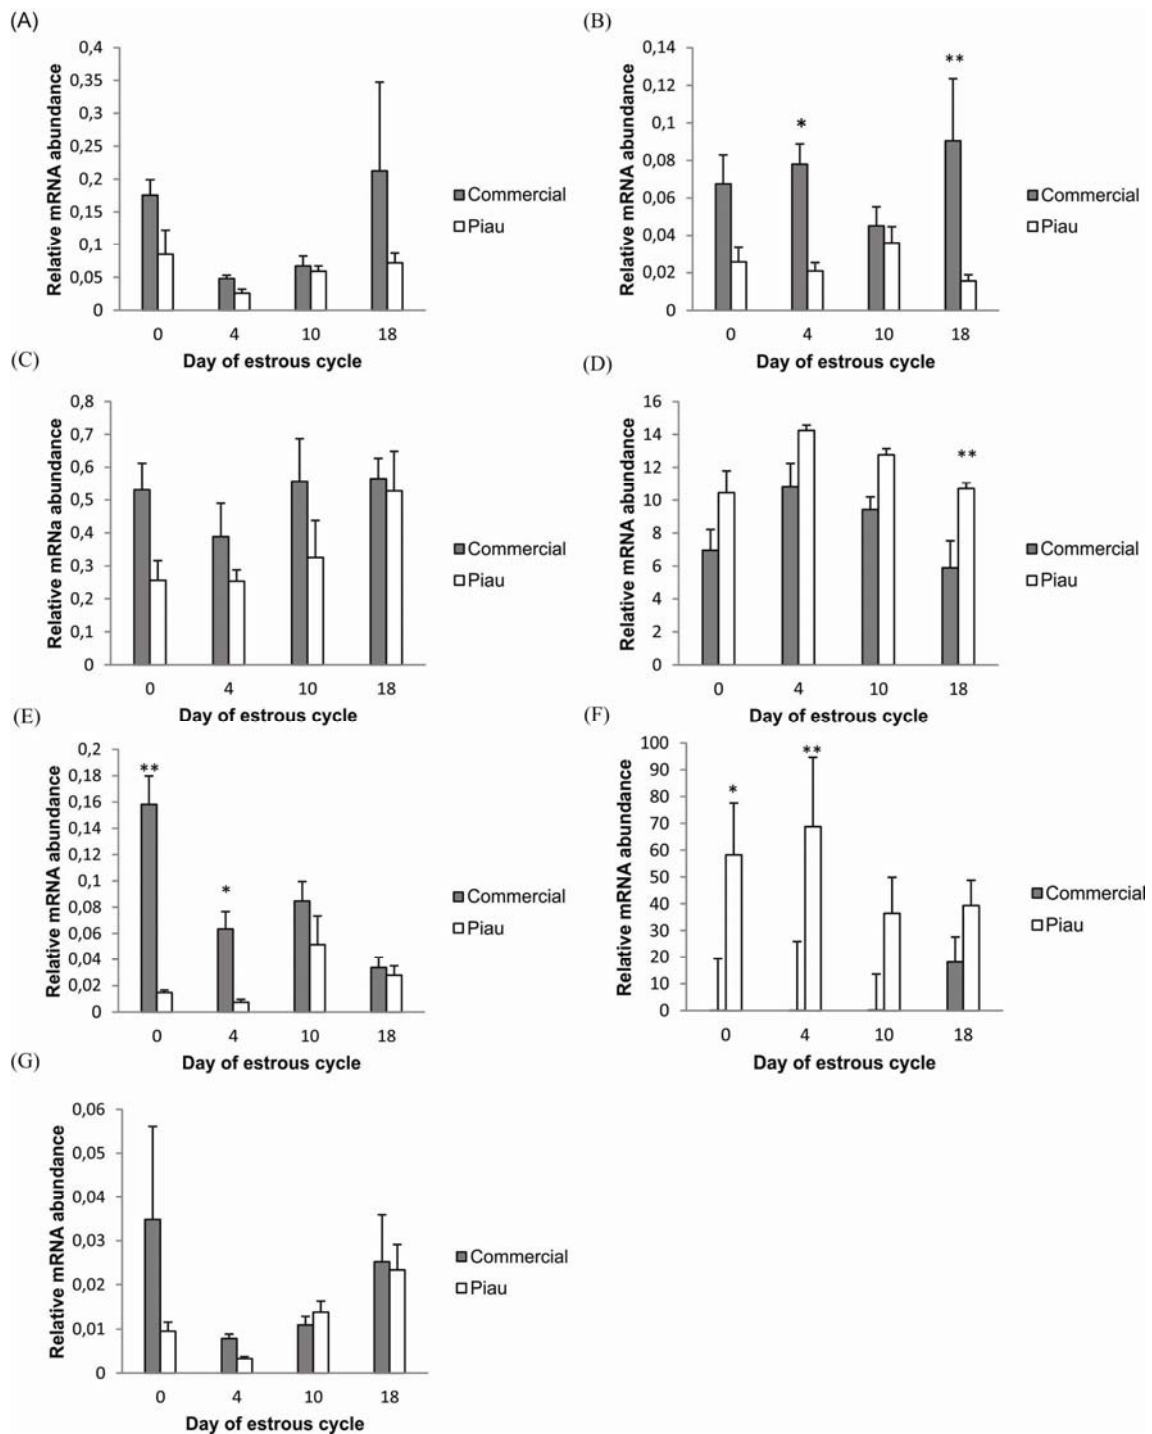 (A)
Relative mRNA abundance
0,4
0,35
0,3
0,25
0,2
0,15
0,1
0,05
0
0 4 10 18
Day of estrous cycle
Commercial
Piau
(B)
Relative mRNA abundance
0,14
0,12
0,1
0,08
0,06
0,04
0,02
0
* **
0 4 10 18
Day of estrous cycle
Commercial
Piau
(C)
Relative mRNa abundance
0,8
0,7
0,6
0,5
0,4
0,3
0,2
0,1
0
0 4 10 18
Day of estrous cycle
Commercial
Piau
(D)
Relative mRNA abundance
16
14
12
10
8
6
4
2
0
**
0 4 10 18
Day of estrous cycle
Commercial
Piau
(E)
Relative mRNA abundance
0,2
0,18
0,16
0,14
0,12
0,1
0,08
0,06
0,04
0,02
0
** *
0 4 10 18
Day of estrous cycle
Commercial
Piau
(F)
Relative mRNA abundance
100
90
80
70
60
50
40
30
20
10
0
* **
0 4 10 18
Day of estrous cycle
Commercial
Piau
(G)
Relative mRNA abundance
0,06
0,05
0,04
0,03
0,02
0,01
0
0 4 10 18
Day of estrous cycle
Commercial
Piau